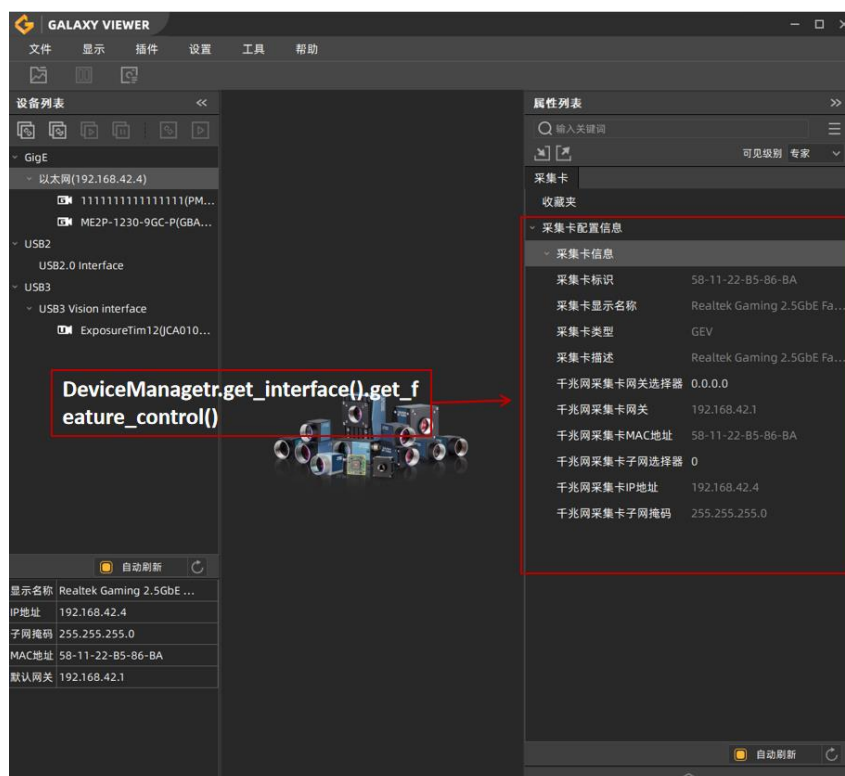 GALAXY VIEWER
文件 显示 插件 设置 工具 帮助
设备列表 <<
GigE
以太网(192.168.42.4)
1111111111111111(PM...
ME2P-1230-9GC-P(GBA...
USB2
USB2.0 Interface
USB3
USB3 Vision interface
ExposureTim12(JCA010...
DeviceManagetr.get_interface().get_f
eature_control()
自动刷新
显示名称 Realtek Gaming 2.5GbE ...
IP地址 192.168.42.4
子网掩码 255.255.255.0
MAC地址 58-11-22-B5-86-BA
默认网关 192.168.42.1
属性列表 >>
输入关键词
可见级别 专家
采集卡
收藏夹
采集卡配置信息
采集卡信息
采集卡标识 58-11-22-B5-86-BA
采集卡显示名称 Realtek Gaming 2.5GbE Fa...
采集卡类型 GEV
采集卡描述 Realtek Gaming 2.5GbE Fa...
千兆网采集卡网关选择器 0.0.0.0
千兆网采集卡网关 192.168.42.1
千兆网采集卡MAC地址 58-11-22-B5-86-BA
千兆网采集卡子网选择器 0
千兆网采集卡IP地址 192.168.42.4
千兆网采集卡子网掩码 255.255.255.0
自动刷新